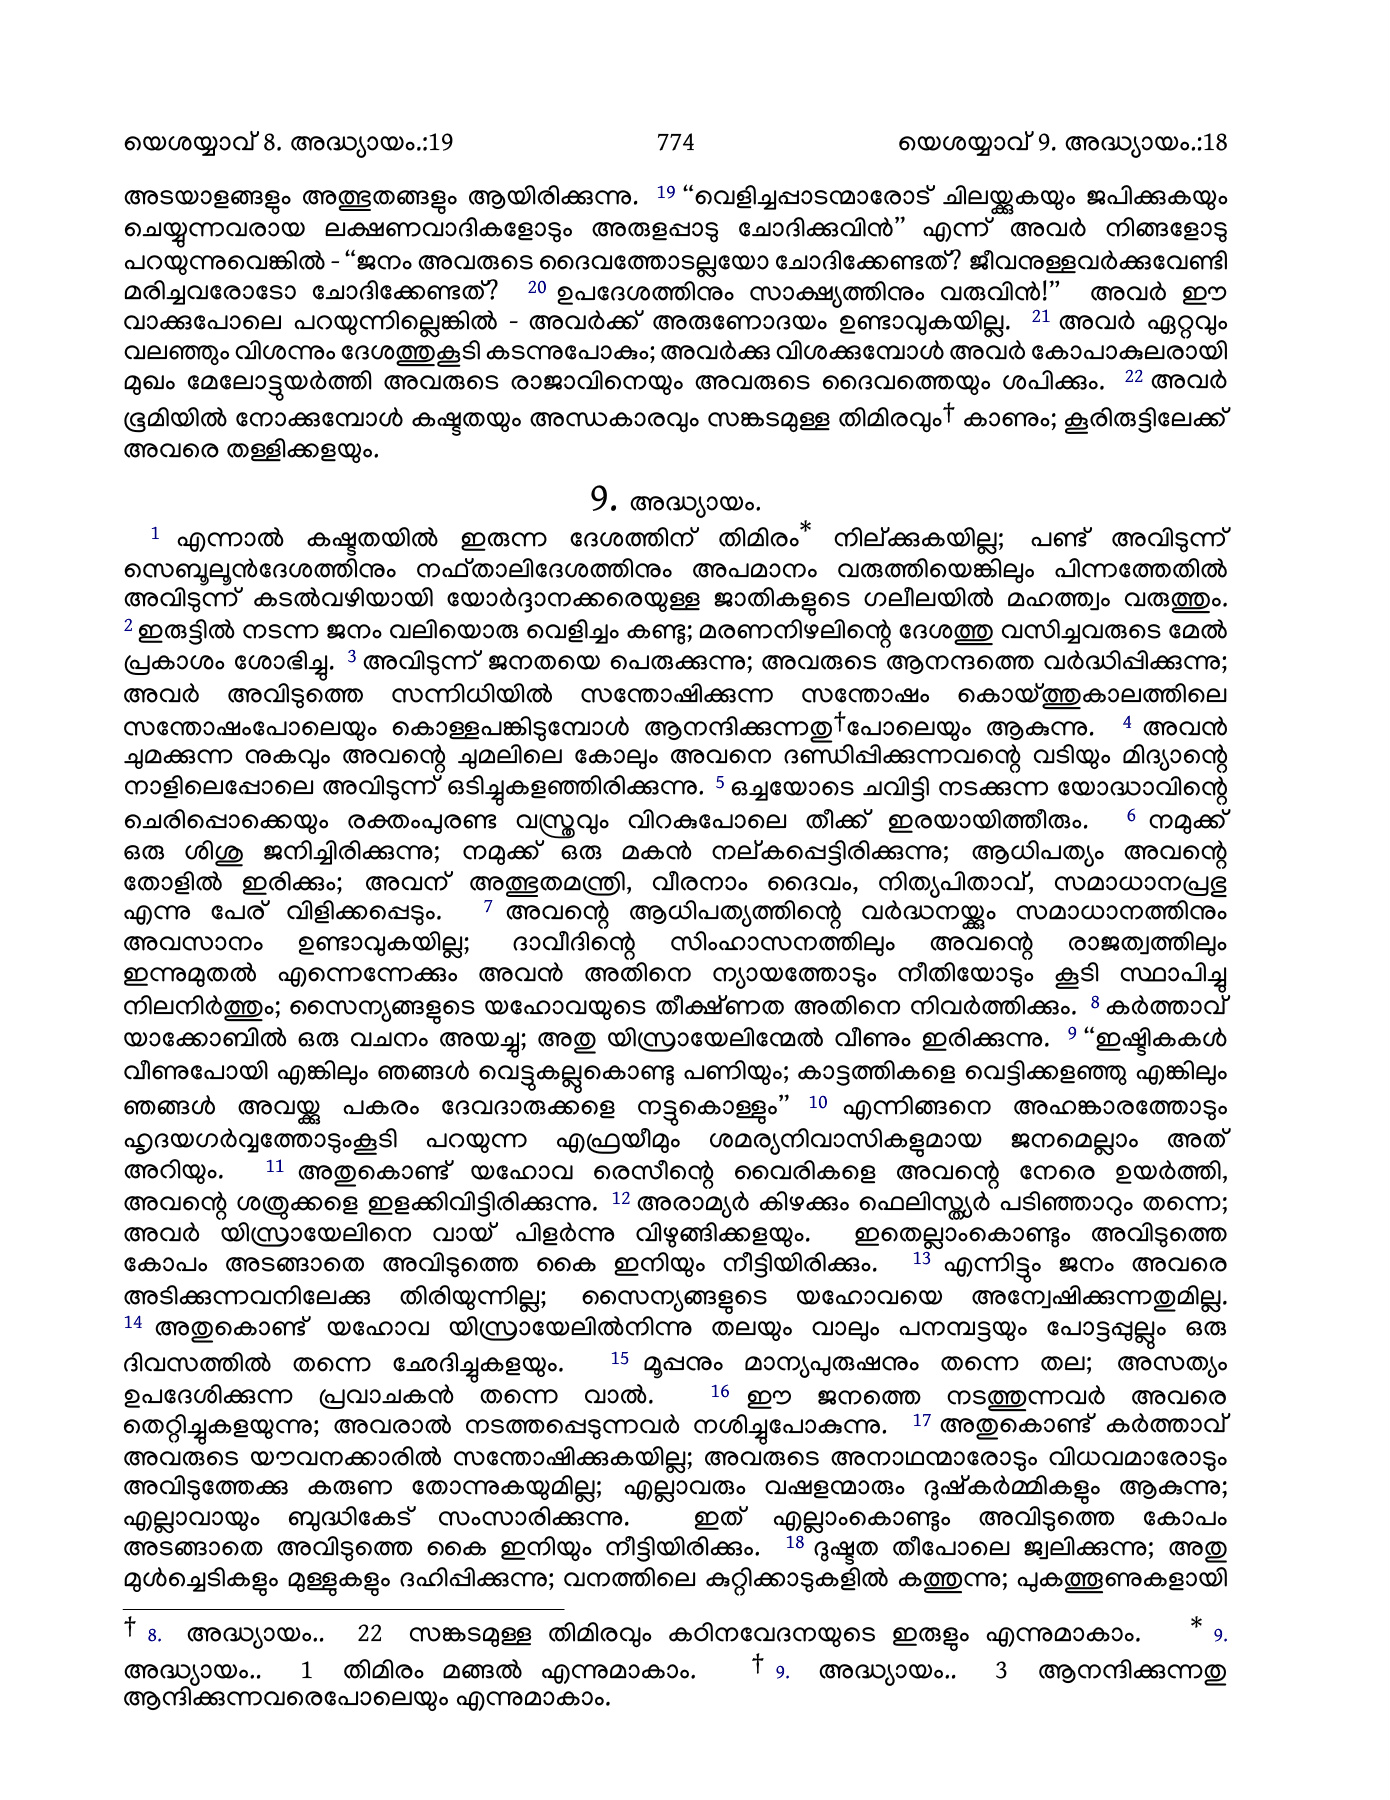 യെശയ്യാവ് 8. അദ്ധ്യായം.:19 774 യെശയ്യാവ് 9. അദ്ധ്യായം.:18
അടയാളങ്ങളും അത്ഭുതങ്ങളും ആയിരിക്കുന്നു. 19 “വെളിച്ചപ്പാടന്മാരോട് ചിലയ്ക്കുകയും ജപിക്കുകയും
ചെയ്യുന്നവരായ ലക്ഷണവാദികളോടും അരുളപ്പാടു ചോദിക്കുവിൻ” എന്ന് അവർ നിങ്ങളോടു
പറയുന്നുവെങ്കിൽ - “ജനം അവരുടെ ദൈവത്തോടല്ലയോ ചോദിക്കേണ്ടത്? ജീവനുള്ളവർക്കുവേണ്ടി
മരിച്ചവരോടോ ചോദിക്കേണ്ടത്? 20 ഉപദേശത്തിനും സാക്ഷ്യത്തിനും വരുവിൻ!” അവർ ഈ
വാക്കുപോലെ പറയുന്നില്ലെങ്കിൽ - അവർക്ക് അരുണോദയം ഉണ്ടാവുകയില്ല. 21 അവർ ഏറ്റവും
വലഞ്ഞും വിശന്നും ദേശത്തുകൂടി കടന്നുപോകും; അവർക്കു വിശക്കുമ്പോൾ അവർ കോപാകുലരായി
മുഖം മേലോട്ടുയർത്തി അവരുടെ രാജാവിനെയും അവരുടെ ദൈവത്തെയും ശപിക്കും. 22 അവർ
ഭൂമിയിൽ നോക്കുമ്പോൾ കഷ്ടതയും അന്ധകാരവും സങ്കടമുള്ള തിമിരവും† കാണും; കൂരിരുട്ടിലേക്ക്
അവരെ തള്ളിക്കളയും.
9. അദ്ധ്യായം.
1 എന്നാൽ കഷ്ടതയിൽ ഇരുന്ന ദേശത്തിന് തിമിരം* നില്ക്കുകയില്ല; പണ്ട് അവിടുന്ന്
സെബൂലൂൻദേശത്തിനും നഫ്താലിദേശത്തിനും അപമാനം വരുത്തിയെങ്കിലും പിന്നത്തേതിൽ
അവിടുന്ന് കടൽവഴിയായി യോർദ്ദാനക്കരെയുള്ള ജാതികളുടെ ഗലീലയിൽ മഹത്ത്വം വരുത്തും.
2 ഇരുട്ടിൽ നടന്ന ജനം വലിയൊരു വെളിച്ചം കണ്ടു; മരണനിഴലിന്റെ ദേശത്തു വസിച്ചവരുടെ മേൽ
പ്രകാശം ശോഭിച്ചു. 3 അവിടുന്ന് ജനതയെ പെരുക്കുന്നു; അവരുടെ ആനന്ദത്തെ വർദ്ധിപ്പിക്കുന്നു;
അവർ അവിടുത്തെ സന്നിധിയിൽ സന്തോഷിക്കുന്ന സന്തോഷം കൊയ്ത്തുകാലത്തിലെ
സന്തോഷംപോലെയും കൊള്ളപങ്കിടുമ്പോൾ ആനന്ദിക്കുന്നതു†പോലെയും ആകുന്നു. 4 അവൻ
ചുമക്കുന്ന നുകവും അവന്റെ ചുമലിലെ കോലും അവനെ ദണ്ഡിപ്പിക്കുന്നവന്റെ വടിയും മിദ്യാന്റെ
നാളിലെപ്പോലെ അവിടുന്ന് ഒടിച്ചുകളഞ്ഞിരിക്കുന്നു. 5 ഒച്ചയോടെ ചവിട്ടി നടക്കുന്ന യോദ്ധാവിന്റെ
ചെരിപ്പൊക്കെയും രക്തംപുരണ്ട വസ്ത്രവും വിറകുപോലെ തീക്ക് ഇരയായിത്തീരും. 6 നമുക്ക്
ഒരു ശിശു ജനിച്ചിരിക്കുന്നു; നമുക്ക് ഒരു മകൻ നല്കപ്പെട്ടിരിക്കുന്നു; ആധിപത്യം അവന്റെ
തോളിൽ ഇരിക്കും; അവന് അത്ഭുതമന്ത്രി, വീരനാം ദൈവം, നിത്യപിതാവ്, സമാധാനപ്രഭു
എന്നു പേര് വിളിക്കപ്പെടും. 7 അവന്റെ ആധിപത്യത്തിന്റെ വർദ്ധനയ്ക്കും സമാധാനത്തിനും
അവസാനം ഉണ്ടാവുകയില്ല; ദാവീദിന്റെ സിംഹാസനത്തിലും അവന്റെ രാജത്വത്തിലും
ഇന്നുമുതൽ എന്നെന്നേക്കും അവൻ അതിനെ ന്യായത്തോടും നീതിയോടും കൂടി സ്ഥാപിച്ചു
നിലനിർത്തും; സൈന്യങ്ങളുടെ യഹോവയുടെ തീക്ഷ്ണത അതിനെ നിവർത്തിക്കും. 8 കർത്താവ്
യാക്കോബിൽ ഒരു വചനം അയച്ചു; അതു യിസ്രായേലിന്മേൽ വീണും ഇരിക്കുന്നു. 9 “ഇഷ്ടികകൾ
വീണുപോയി എങ്കിലും ഞങ്ങൾ വെട്ടുകല്ലുകൊണ്ടു പണിയും; കാട്ടത്തികളെ വെട്ടിക്കളഞ്ഞു എങ്കിലും
ഞങ്ങൾ അവയ്ക്കു പകരം ദേവദാരുക്കളെ നട്ടുകൊള്ളും” 10 എന്നിങ്ങനെ അഹങ്കാരത്തോടും
ഹൃദയഗർവ്വത്തോടുംകൂടി പറയുന്ന എഫ്രയീമും ശമര്യനിവാസികളുമായ ജനമെല്ലാം അത്
അറിയും. 11 അതുകൊണ്ട് യഹോവ രെസീന്റെ വൈരികളെ അവന്റെ നേരെ ഉയർത്തി,
അവന്റെ ശത്രുക്കളെ ഇളക്കിവിട്ടിരിക്കുന്നു. 12 അരാമ്യർ കിഴക്കും ഫെലിസ്ത്യർ പടിഞ്ഞാറും തന്നെ;
അവർ യിസ്രായേലിനെ വായ് പിളർന്നു വിഴുങ്ങിക്കളയും. ഇതെല്ലാംകൊണ്ടും അവിടുത്തെ
കോപം അടങ്ങാതെ അവിടുത്തെ കൈ ഇനിയും നീട്ടിയിരിക്കും. 13 എന്നിട്ടും ജനം അവരെ
അടിക്കുന്നവനിലേക്കു തിരിയുന്നില്ല; സൈന്യങ്ങളുടെ യഹോവയെ അന്വേഷിക്കുന്നതുമില്ല.
14 അതുകൊണ്ട് യഹോവ യിസ്രായേലിൽനിന്നു തലയും വാലും പനമ്പട്ടയും പോട്ടപ്പുല്ലും ഒരു
ദിവസത്തിൽ തന്നെ ഛേദിച്ചുകളയും. 15 മൂപ്പനും മാന്യപുരുഷനും തന്നെ തല; അസത്യം
ഉപദേശിക്കുന്ന പ്രവാചകൻ തന്നെ വാൽ. 16 ഈ ജനത്തെ നടത്തുന്നവർ അവരെ
തെറ്റിച്ചുകളയുന്നു; അവരാൽ നടത്തപ്പെടുന്നവർ നശിച്ചുപോകുന്നു. 17 അതുകൊണ്ട് കർത്താവ്
അവരുടെ യൗവനക്കാരിൽ സന്തോഷിക്കുകയില്ല; അവരുടെ അനാഥന്മാരോടും വിധവമാരോടും
അവിടുത്തേക്കു കരുണ തോന്നുകയുമില്ല; എല്ലാവരും വഷളന്മാരും ദുഷ്കർമ്മികളും ആകുന്നു;
എല്ലാവായും ബുദ്ധികേട് സംസാരിക്കുന്നു. ഇത് എല്ലാംകൊണ്ടും അവിടുത്തെ കോപം
അടങ്ങാതെ അവിടുത്തെ കൈ ഇനിയും നീട്ടിയിരിക്കും. 18 ദുഷ്ടത തീപോലെ ജ്വലിക്കുന്നു; അതു
മുൾച്ചെടികളും മുള്ളുകളും ദഹിപ്പിക്കുന്നു; വനത്തിലെ കുറ്റിക്കാടുകളിൽ കത്തുന്നു; പുകത്തൂണുകളായി
† 8. അദ്ധ്യായം.. 22 സങ്കടമുള്ള തിമിരവും കഠിനവേദനയുടെ ഇരുളും എന്നുമാകാം. * 9.
അദ്ധ്യായം.. 1 തിമിരം മങ്ങൽ എന്നുമാകാം. † 9. അദ്ധ്യായം.. 3 ആനന്ദിക്കുന്നതു
ആന്ദിക്കുന്നവരെപോലെയും എന്നുമാകാം.